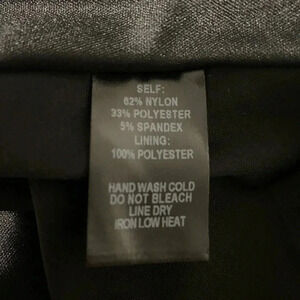 SELF:
62% NYLON
33% POLYESTER
5% SPANDEX
LINING:
100% POLYESTER
HAND WASH COLD
DO NOT BLEACH
LINE DRY
IRON LOW HEAT